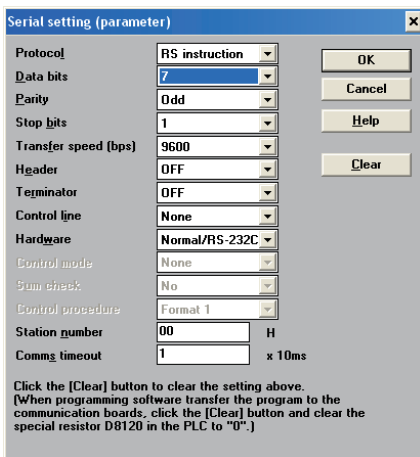 Serial setting (parameter)
Protocol RS instruction OK
Data bits 7
Parity Odd Cancel
Stop bits 1 Help
Transfer speed (bps) 9600
Header OFF Clear
Terminator OFF
Control line None
Hardware Normal/RS-232C
Control mode None
Sum check No
Control procedure Format 1
Station number 00 H
Comms timeout 1 x 10ms
Click the [Clear] button to clear the setting above.
(When programming software transfer the program to the
communication boards, click the [Clear] button and clear the
special resistor D8120 in the PLC to "0".)